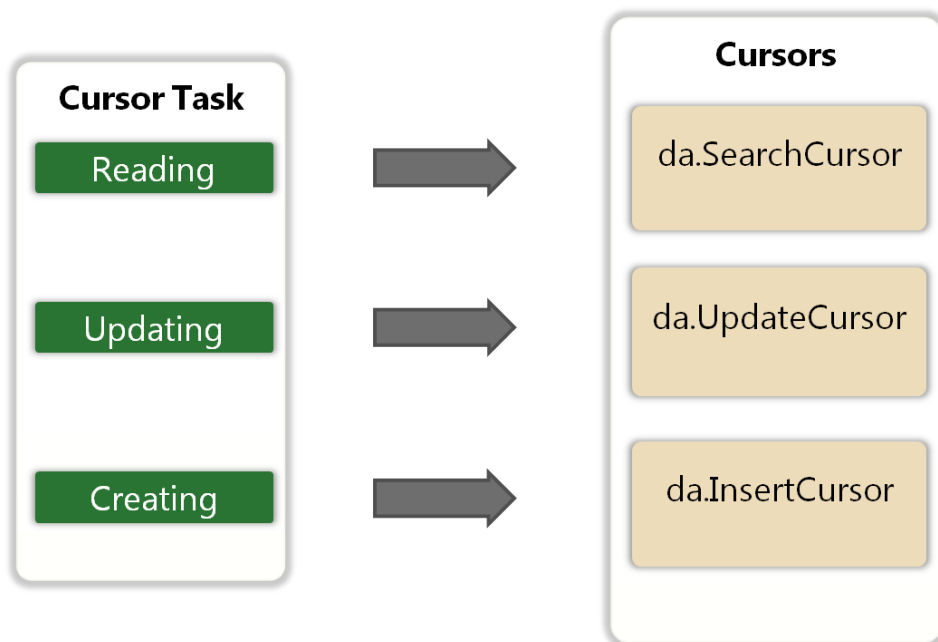 Cursor Task
Reading
Updating
Creating
Cursors
da.SearchCursor
da.UpdateCursor
da.InsertCursor